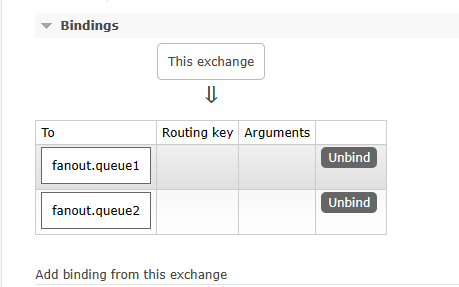 Bindings
This exchange
⇓
To Routing key Arguments
fanout.queue1 Unbind
fanout.queue2 Unbind
Add binding from this exchange